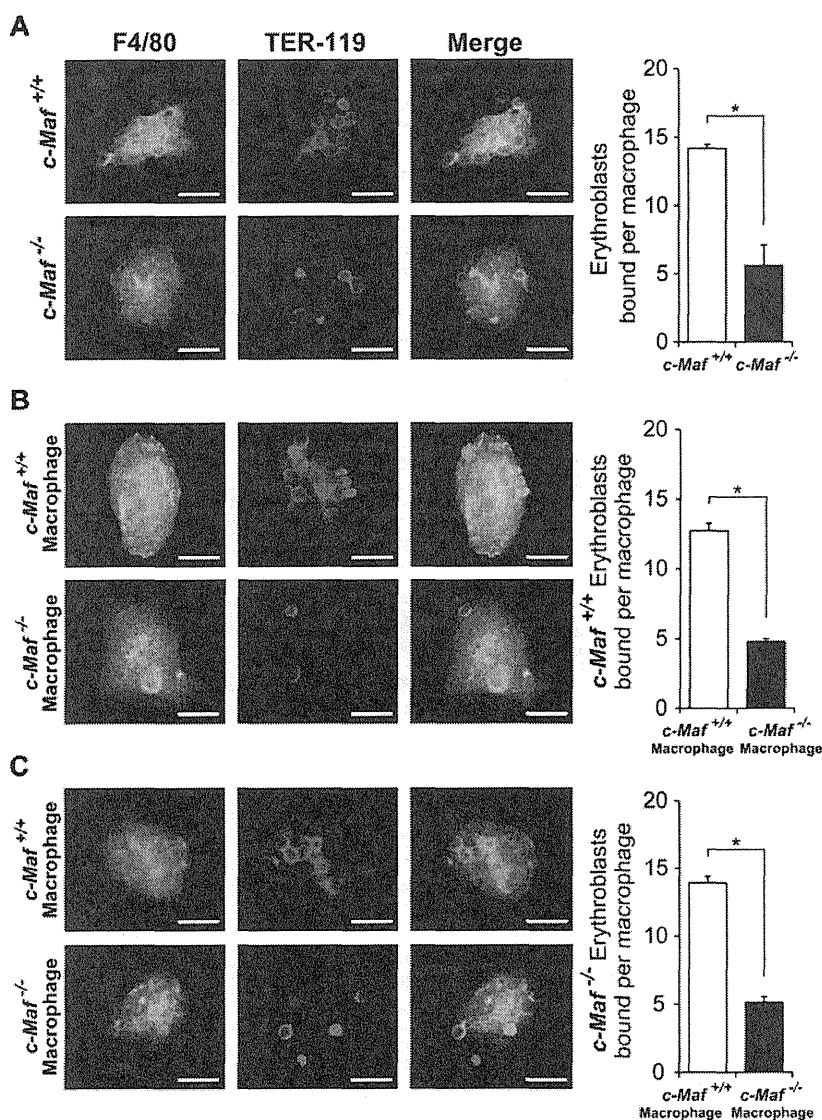 A
F4/80 TER-119 Merge
c-Maf +/+
c-Maf -/-
Erythroblasts
bound per macrophage
20
15
10
5
0
*
c-Maf +/+ c-Maf -/-
B
c-Maf +/+
Macrophage
c-Maf -/-
Macrophage
c-Maf +/+ Erythroblasts
bound per macrophage
20
15
10
5
0
*
c-Maf +/+ c-Maf -/-
Macrophage Macrophage
C
c-Maf +/+
Macrophage
c-Maf -/-
Macrophage
c-Maf -/- Erythroblasts
bound per macrophage
20
15
10
5
0
*
c-Maf +/+ c-Maf -/-
Macrophage Macrophage